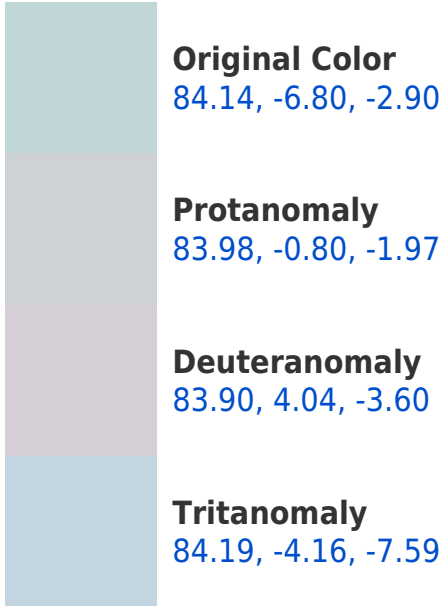 Original Color
84.14, -6.80, -2.90
Protanomaly
83.98, -0.80, -1.97
Deuteranomaly
83.90, 4.04, -3.60
Tritanomaly
84.19, -4.16, -7.59